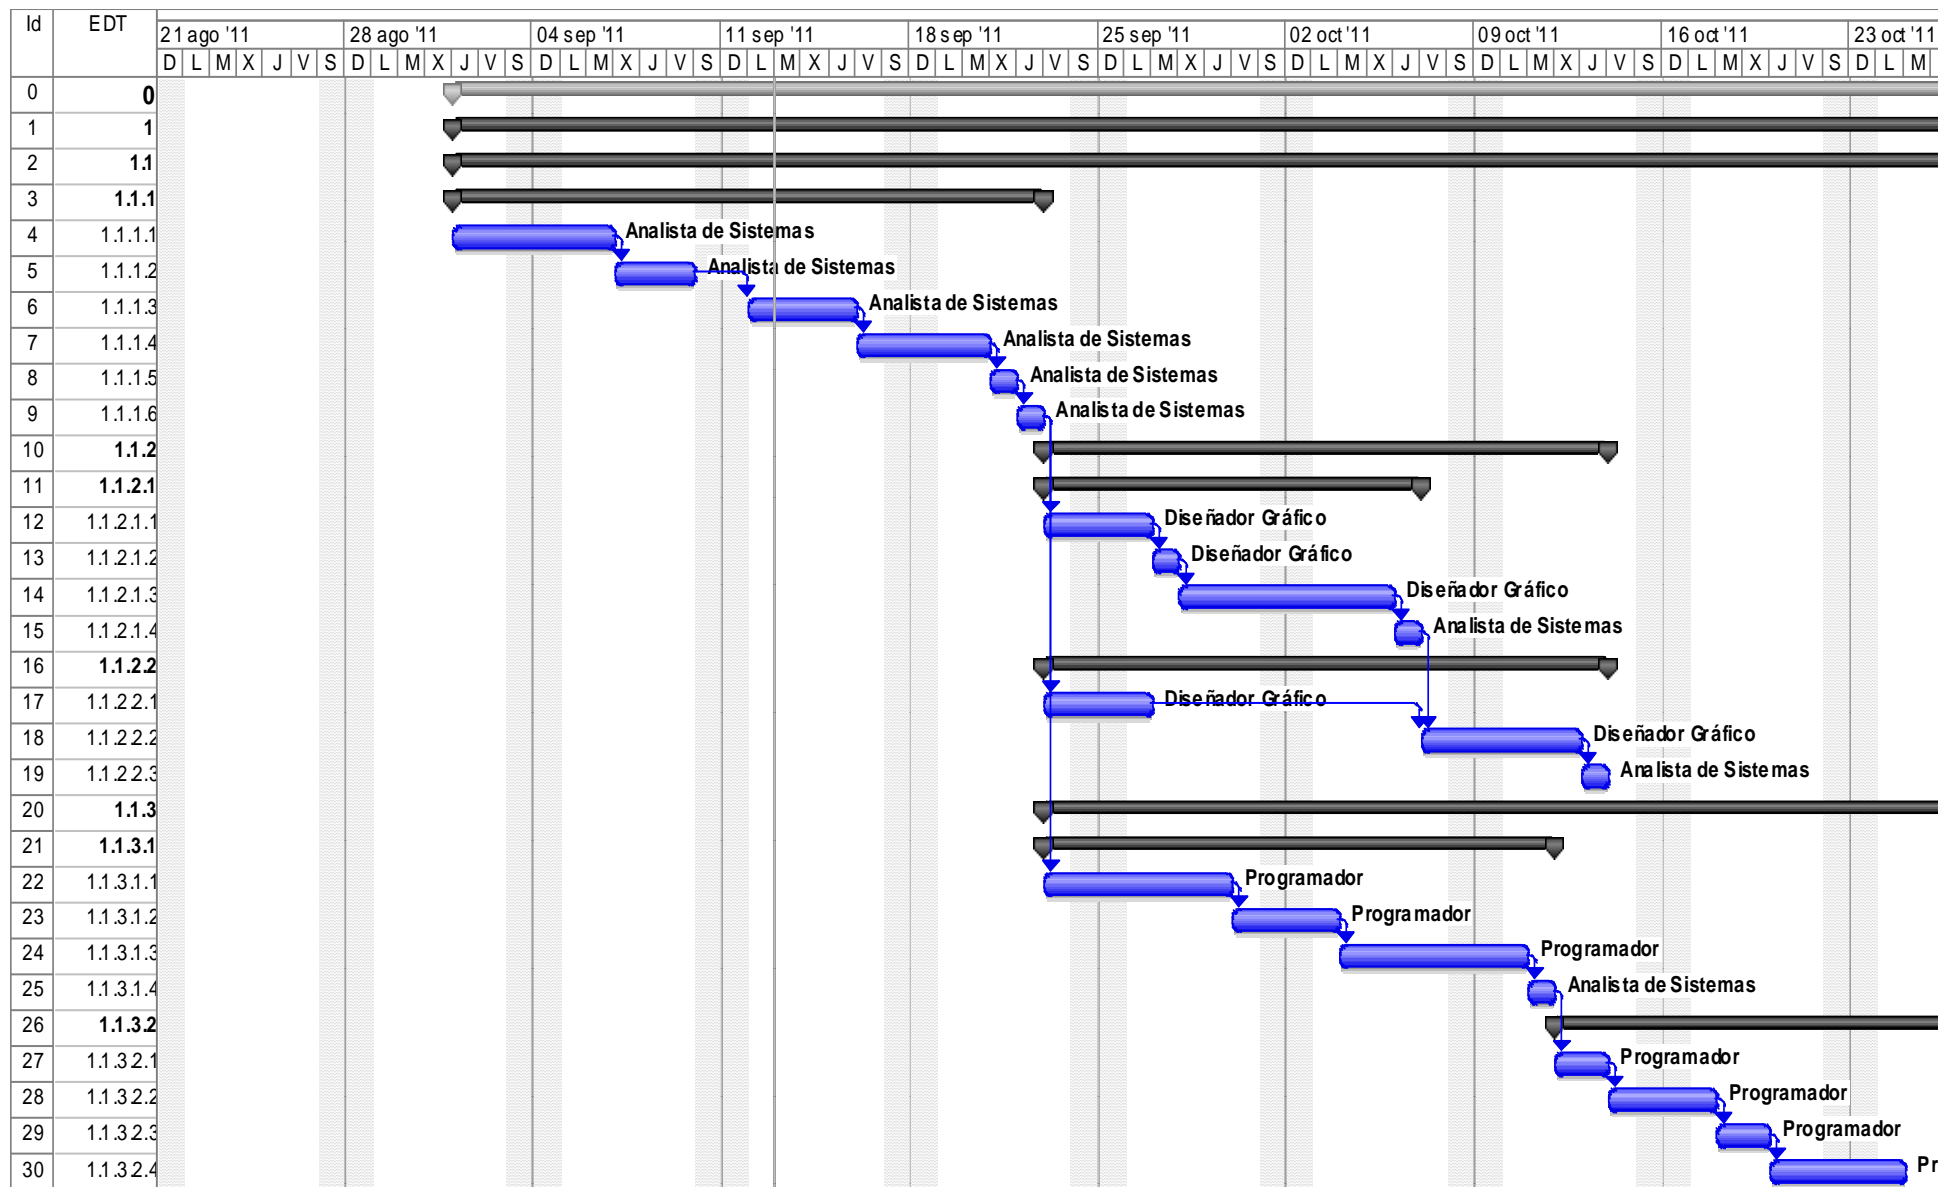 Id EDT 21 ago '11 28 ago '11 04 sep '11 11 sep '11 18 sep '11 25 sep '11 02 oct '11 09 oct '11 16 oct '11 23 oct '11
D L M X J V S D L M X J V S D L M X J V S D L M X J V S D L M X J V S D L M X J V S D L M X J V S D L M X J V S D L M X J V S D L M
0 0
1 1
2 1.1
3 1.1.1
4 1.1.1.1 Analista de Sistemas
5 1.1.1.2 Analista de Sistemas
6 1.1.1.3 Analista de Sistemas
7 1.1.1.4 Analista de Sistemas
8 1.1.1.5 Analista de Sistemas
9 1.1.1.6 Analista de Sistemas
10 1.1.2
11 1.1.2.1
12 1.1.2.1.1 Diseñador Gráfico
13 1.1.2.1.2 Diseñador Gráfico
14 1.1.2.1.3 Diseñador Gráfico
15 1.1.2.1.4 Analista de Sistemas
16 1.1.2.2
17 1.1.2.2.1 Diseñador Gráfico
18 1.1.2.2.2 Diseñador Gráfico
19 1.1.2.2.3 Analista de Sistemas
20 1.1.3
21 1.1.3.1
22 1.1.3.1.1 Programador
23 1.1.3.1.2 Programador
24 1.1.3.1.3 Programador
25 1.1.3.1.4 Analista de Sistemas
26 1.1.3.2
27 1.1.3.2.1 Programador
28 1.1.3.2.2 Programador
29 1.1.3.2.3 Programador
30 1.1.3.2.4 Pr